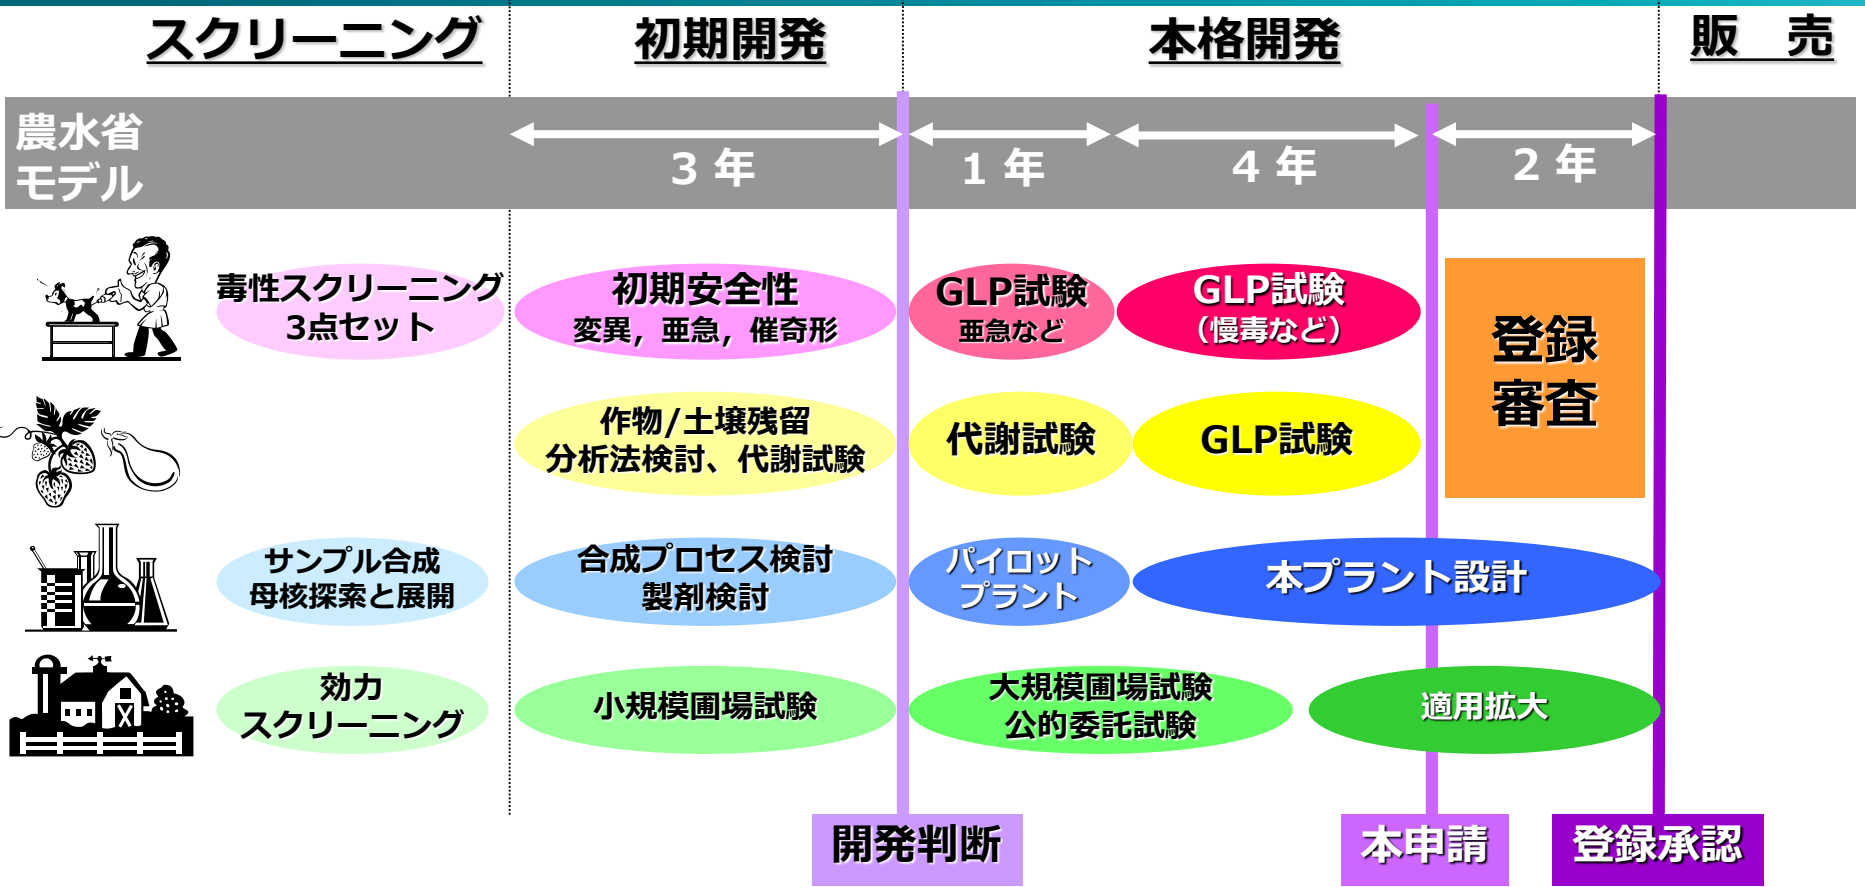 スクリーニング
初期開発
本格開発
販　売
農水省
モデル
３年
１年
４年
２年
毒性スクリーニング
3点セット
初期安全性
変異，亜急，催奇形
GLP試験
亜急など
GLP試験
（慢毒など）
登録
審査
作物/土壌残留
分析法検討、代謝試験
代謝試験
GLP試験
サンプル合成
母核探索と展開
合成プロセス検討
製剤検討
パイロット
プラント
本プラント設計
効力
スクリーニング
小規模圃場試験
大規模圃場試験
公的委託試験
適用拡大
開発判断
本申請
登録承認